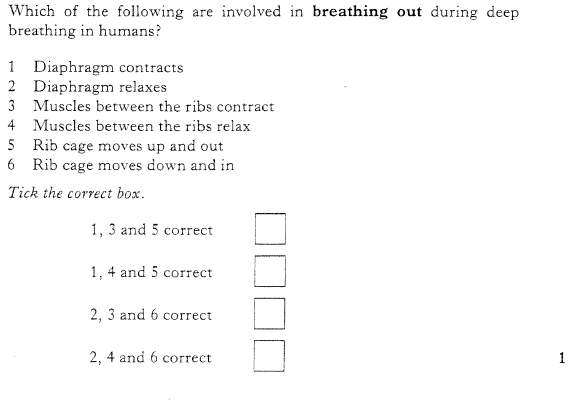 Which of the following are involved in breathing out during deep
breathing in humans?
1 Diaphragm contracts
2 Diaphragm relaxes
3 Muscles between the ribs contract
4 Muscles between the ribs relax
5 Rib cage moves up and out
6 Rib cage moves down and in
Tick the correct box.
1, 3 and 5 correct
1, 4 and 5 correct
2, 3 and 6 correct
2, 4 and 6 correct
1